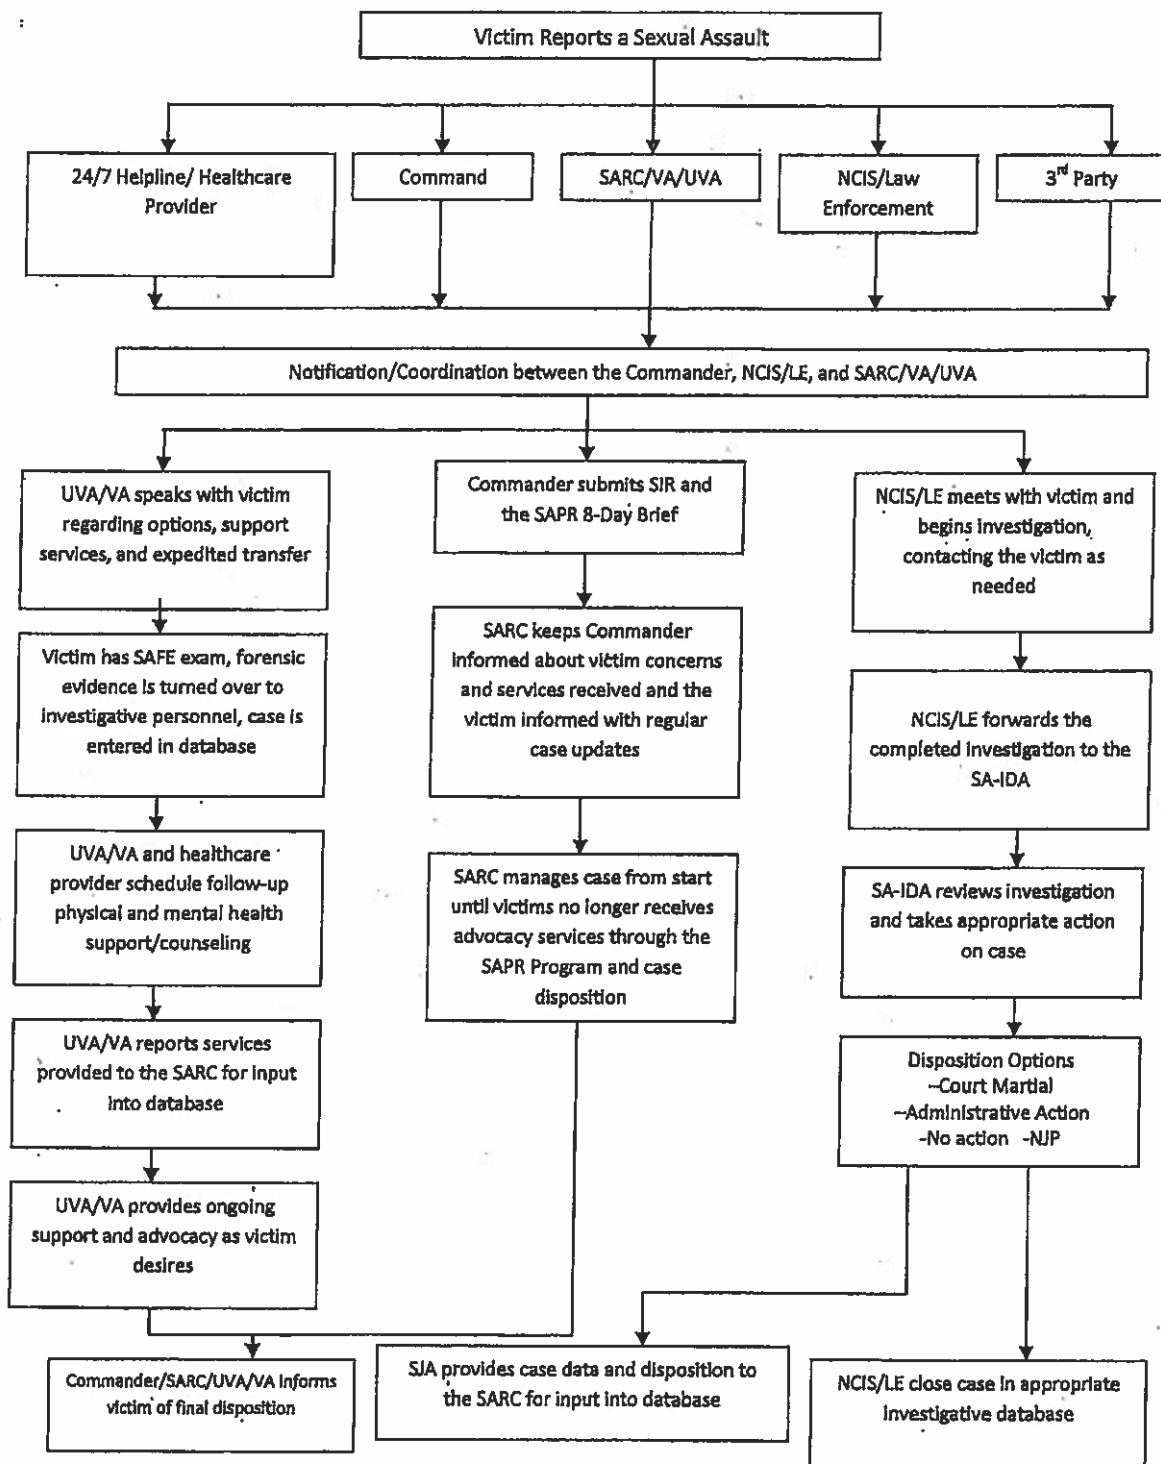 Victim Reports a Sexual Assault
24/7 Helpline/ Healthcare
Provider
Command
SARC/VA/UVA
NCIS/Law
Enforcement
3rd Party
Notification/Coordination between the Commander, NCIS/LE, and SARC/VA/UVA
UVA/VA speaks with victim
regarding options, support
services, and expedited transfer
Commander submits SIR and
the SAPR 8-Day Brief
NCIS/LE meets with victim and
begins investigation,
contacting the victim as
needed
Victim has SAFE exam, forensic
evidence is turned over to
investigative personnel, case is
entered in database
SARC keeps Commander
informed about victim concerns
and services received and the
victim informed with regular
case updates
NCIS/LE forwards the
completed investigation to the
SA-IDA
UVA/VA and healthcare
provider schedule follow-up
physical and mental health
support/counseling
SARC manages case from start
until victims no longer receives
advocacy services through the
SAPR Program and case
disposition
SA-IDA reviews investigation
and takes appropriate action
on case
UVA/VA reports services
provided to the SARC for input
into database
Disposition Options
--Court Martial
--Administrative Action
-No action -NJP
UVA/VA provides ongoing
support and advocacy as victim
desires
Commander/SARC/UVA/VA informs
victim of final disposition
SJA provides case data and disposition to
the SARC for input into database
NCIS/LE close case in appropriate
investigative database